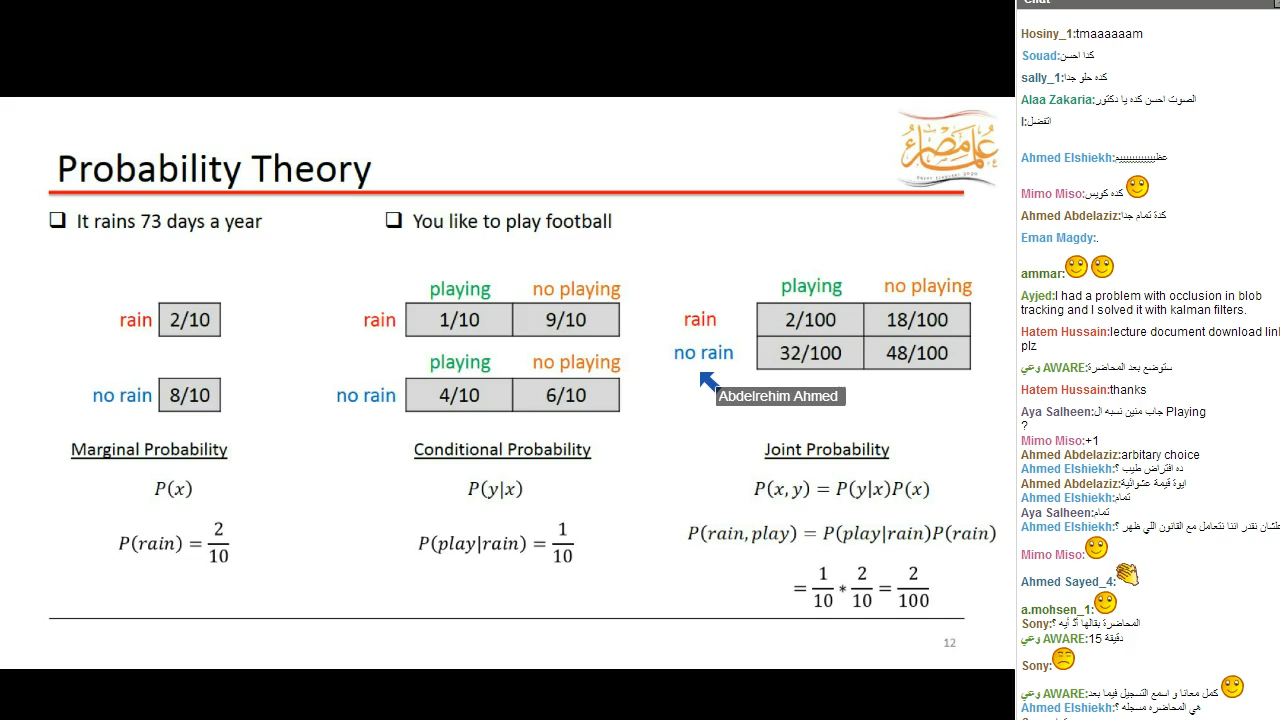 Probability Theory
علماء مصر
❑ It rains 73 days a year
❑ You like to play football
rain 2/10
no rain 8/10
playing no playing
rain 1/10 9/10
playing no playing
no rain 4/10 6/10
playing no playing
rain 2/100 18/100
no rain 32/100 48/100
Abdelrehim Ahmed
Marginal Probability
P(x)
P(rain) = 2/10
Conditional Probability
P(y|x)
P(play|rain) = 1/10
Joint Probability
P(x, y) = P(y|x)P(x)
P(rain, play) = P(play|rain)P(rain)
= 1/10 * 2/10 = 2/100
12
Chat
Hosiny_1:tmaaaaaam
Souad:كدا احسن
sally_1:كده حلو جدا
Alaa Zakaria:الصوت احسن كده يا دكتور
ا:اتفضل
Ahmed Elshiekh:عظيييييييييييم
Mimo Miso:كده كويس
Ahmed Abdelaziz:كدة تمام جدا
Eman Magdy:.
ammar:
Ayjed:I had a problem with occlusion in blob
tracking and I solved it with kalman filters.
Hatem Hussain:lecture document download link
plz
وعي AWARE:ستوضع بعد المحاضرة
Hatem Hussain:thanks
Aya Salheen:جاب منين نسبه ال Playing
?
Mimo Miso:+1
Ahmed Abdelaziz:arbitary choice
Ahmed Elshiekh:ده افتراض طيب ؟
Ahmed Abdelaziz:ايوة قيمة عشوائية
Ahmed Elshiekh:تمام
Aya Salheen:تمام
Ahmed Elshiekh:علشان نقدر اننا نتعامل مع القانون اللي ظهر ؟
Mimo Miso:
Ahmed Sayed_4:
a.mohsen_1:
Sony:المحاضرة بقالها أد أيه ؟
وعي AWARE:15 دقيقة
Sony:
وعي AWARE:كمل معانا و اسمع التسجيل فيما بعد
Ahmed Elshiekh:هي المحاضره مسجله ؟